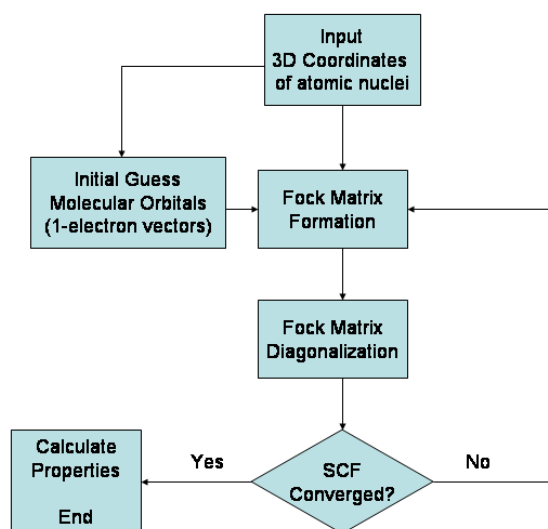 Input
3D Coordinates
of atomic nuclei
Initial Guess
Molecular Orbitals
(1-electron vectors)
Fock Matrix
Formation
Fock Matrix
Diagonalization
Calculate
Properties
End
Yes
SCF
Converged?
No